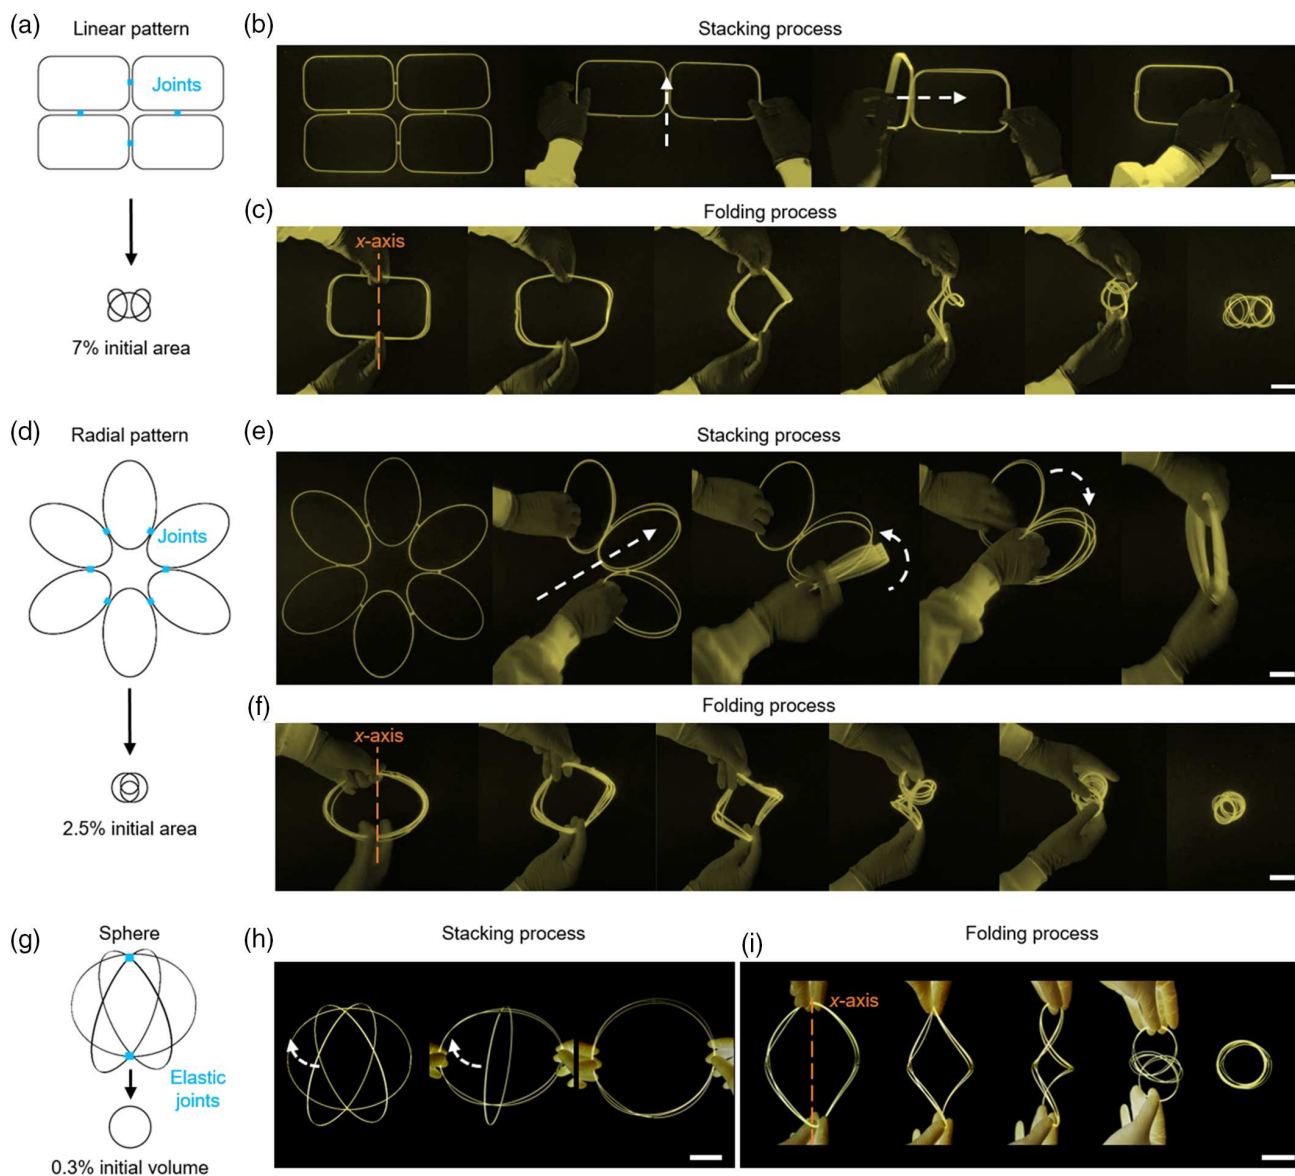 (a)
Linear pattern
Joints
7% initial area
(b)
Stacking process
(c)
Folding process
x-axis
(d)
Radial pattern
Joints
2.5% initial area
(e)
Stacking process
(f)
Folding process
x-axis
(g)
Sphere
Elastic
joints
0.3% initial volume
(h)
Stacking process
(i)
Folding process
x-axis